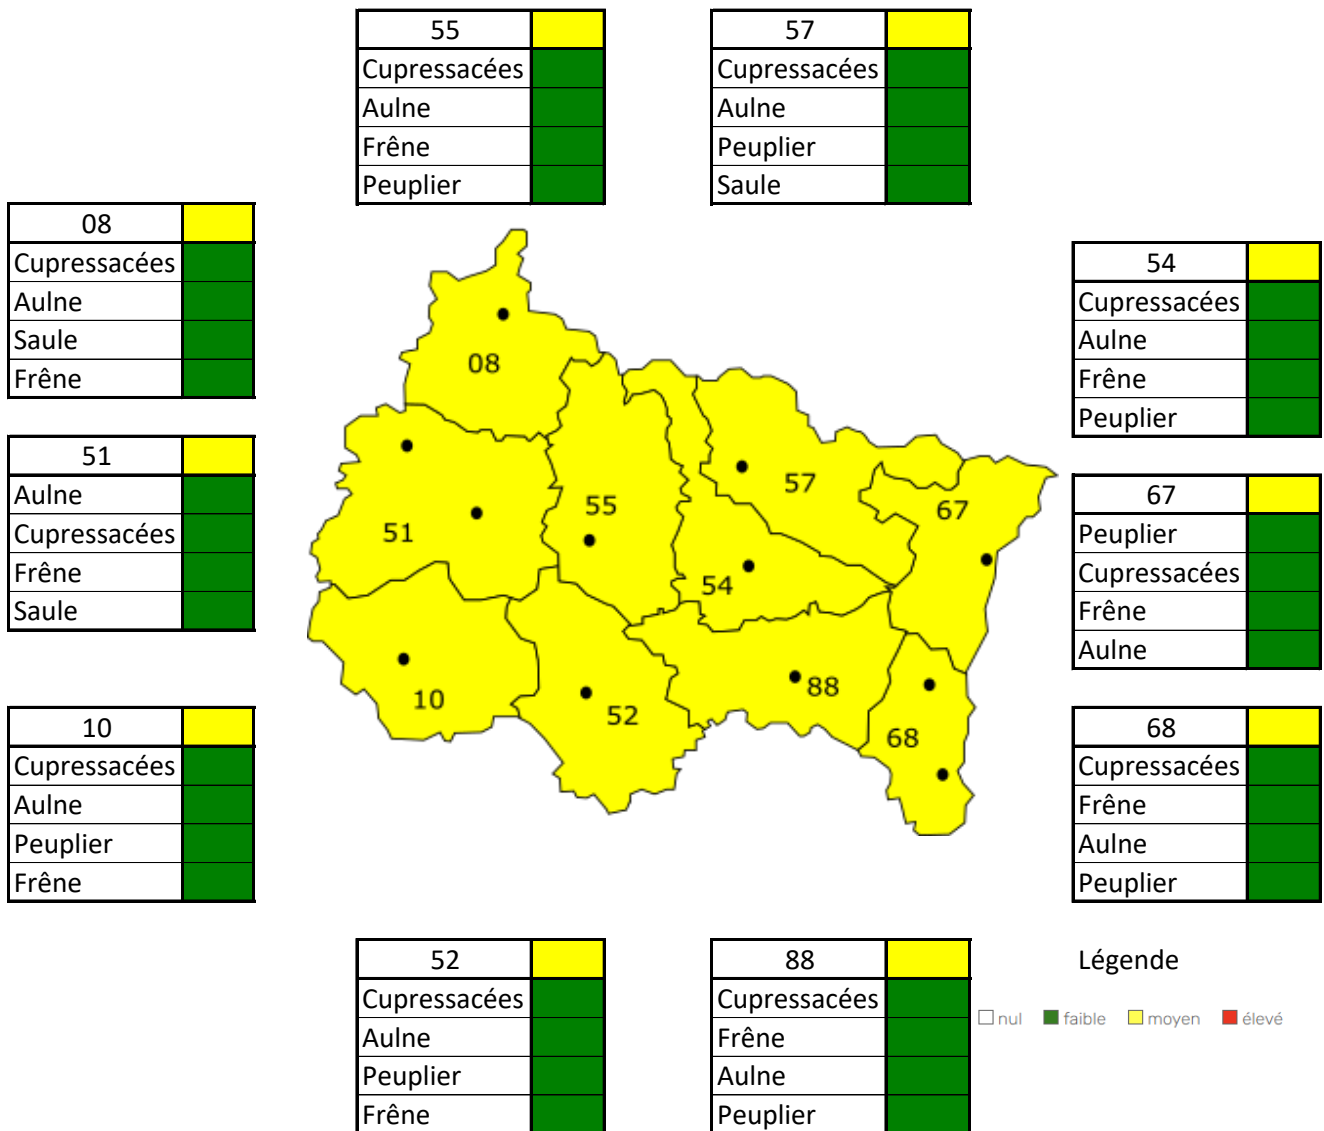 55
Cupressacées
Aulne
Frêne
Peuplier
57
Cupressacées
Aulne
Peuplier
Saule
08
Cupressacées
Aulne
Saule
Frêne
51
Aulne
Cupressacées
Frêne
Saule
10
Cupressacées
Aulne
Peuplier
Frêne
08
57
55
67
51
54
88
10
52
68
54
Cupressacées
Aulne
Frêne
Peuplier
67
Peuplier
Cupressacées
Frêne
Aulne
68
Cupressacées
Frêne
Aulne
Peuplier
52
Cupressacées
Aulne
Peuplier
Frêne
88
Cupressacées
Frêne
Aulne
Peuplier
Légende
nul faible moyen élevé